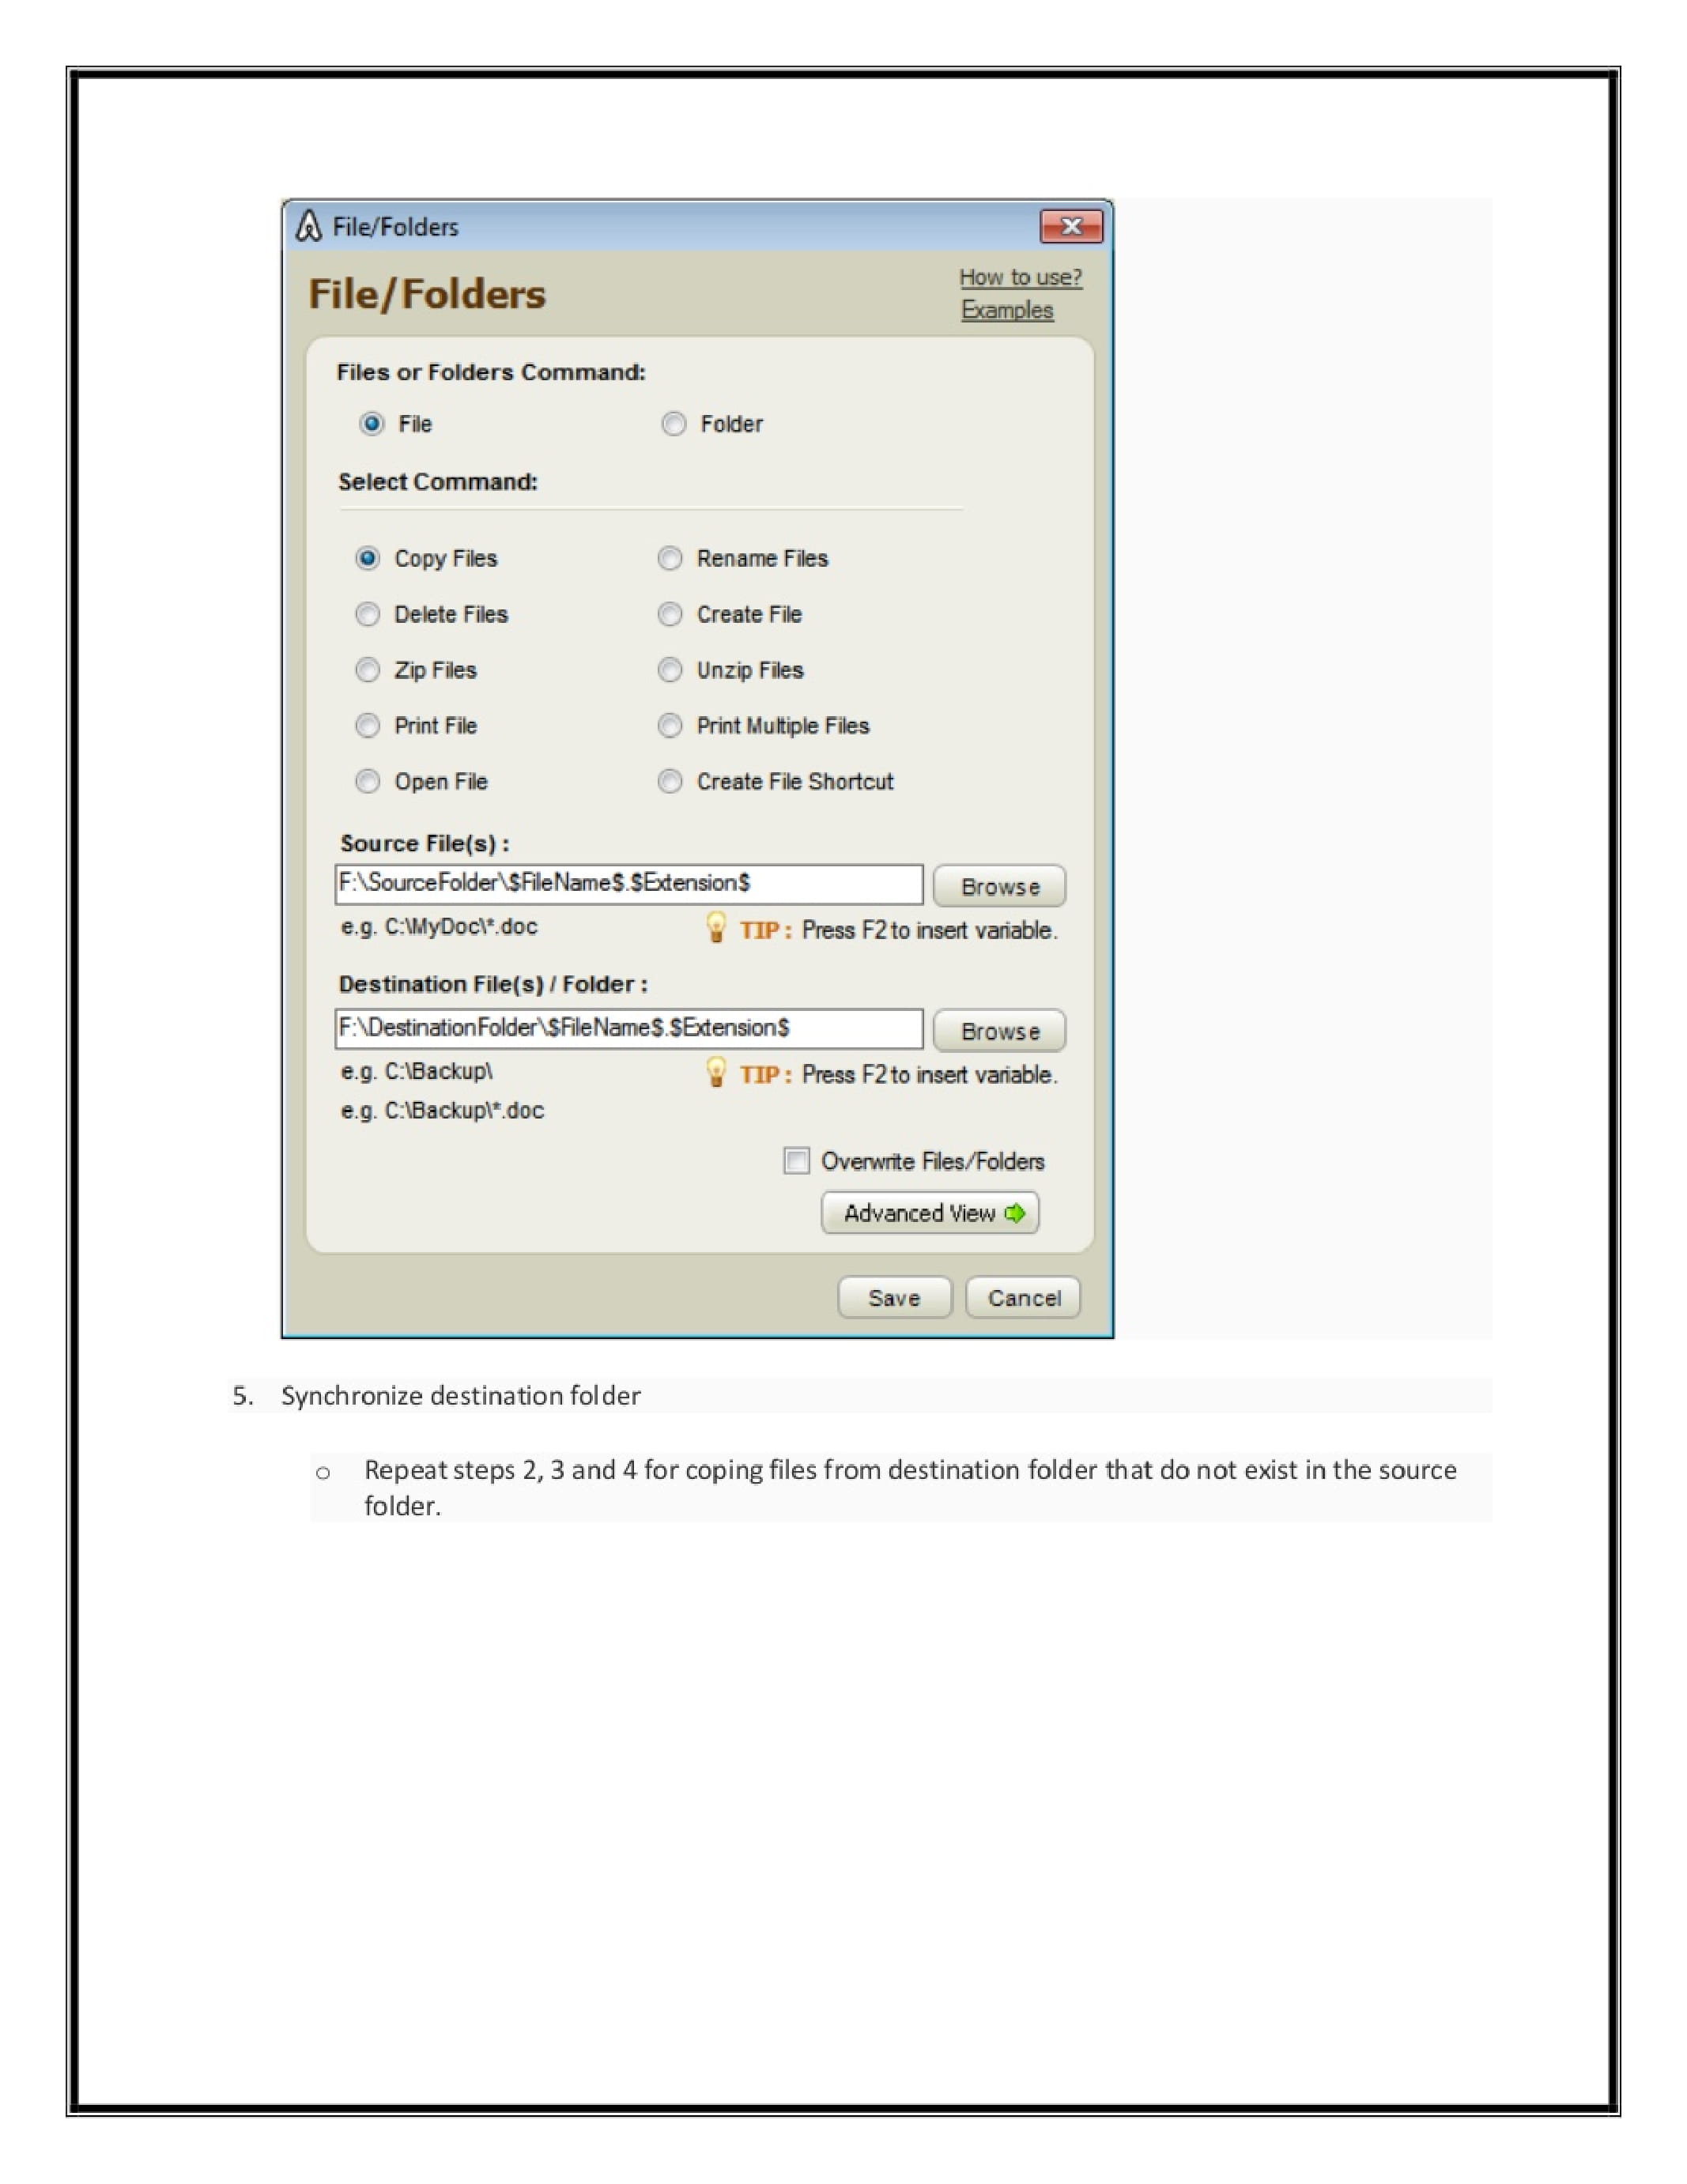 File/Folders
File/Folders
How to use?
Examples
Files or Folders Command:
File Folder
Select Command:
Copy Files Rename Files
Delete Files Create File
Zip Files Unzip Files
Print File Print Multiple Files
Open File Create File Shortcut
Source File(s) :
F:\SourceFolder\$FileName$.$Extension$ Browse
e.g. C:\MyDoc\*.doc TIP : Press F2 to insert variable.
Destination File(s) / Folder :
F:\DestinationFolder\$FileName$.$Extension$ Browse
e.g. C:\Backup\ TIP : Press F2 to insert variable.
e.g. C:\Backup\*.doc
Overwrite Files/Folders
Advanced View
Save Cancel
5. Synchronize destination folder
o Repeat steps 2, 3 and 4 for coping files from destination folder that do not exist in the source
folder.